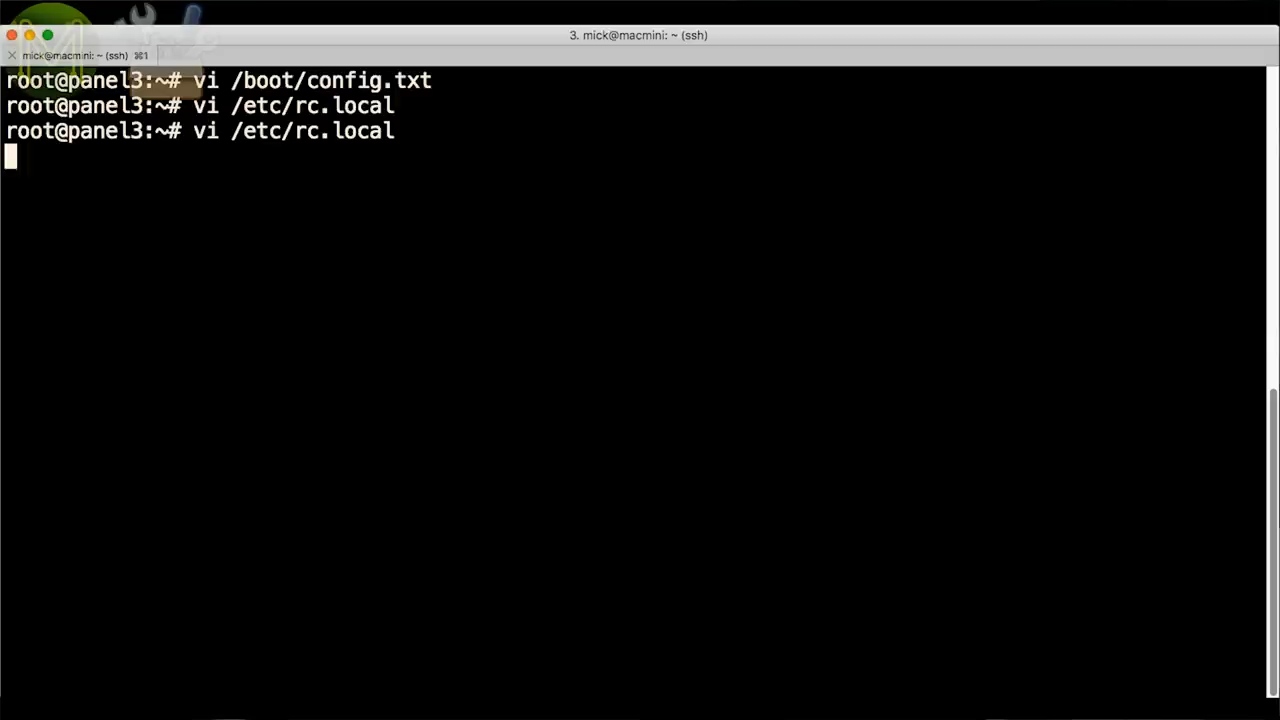 3. mick@macmini: ~ (ssh)
mick@macmini: ~ (ssh) ⌘1
root@panel3:~# vi /boot/config.txt
root@panel3:~# vi /etc/rc.local
root@panel3:~# vi /etc/rc.local